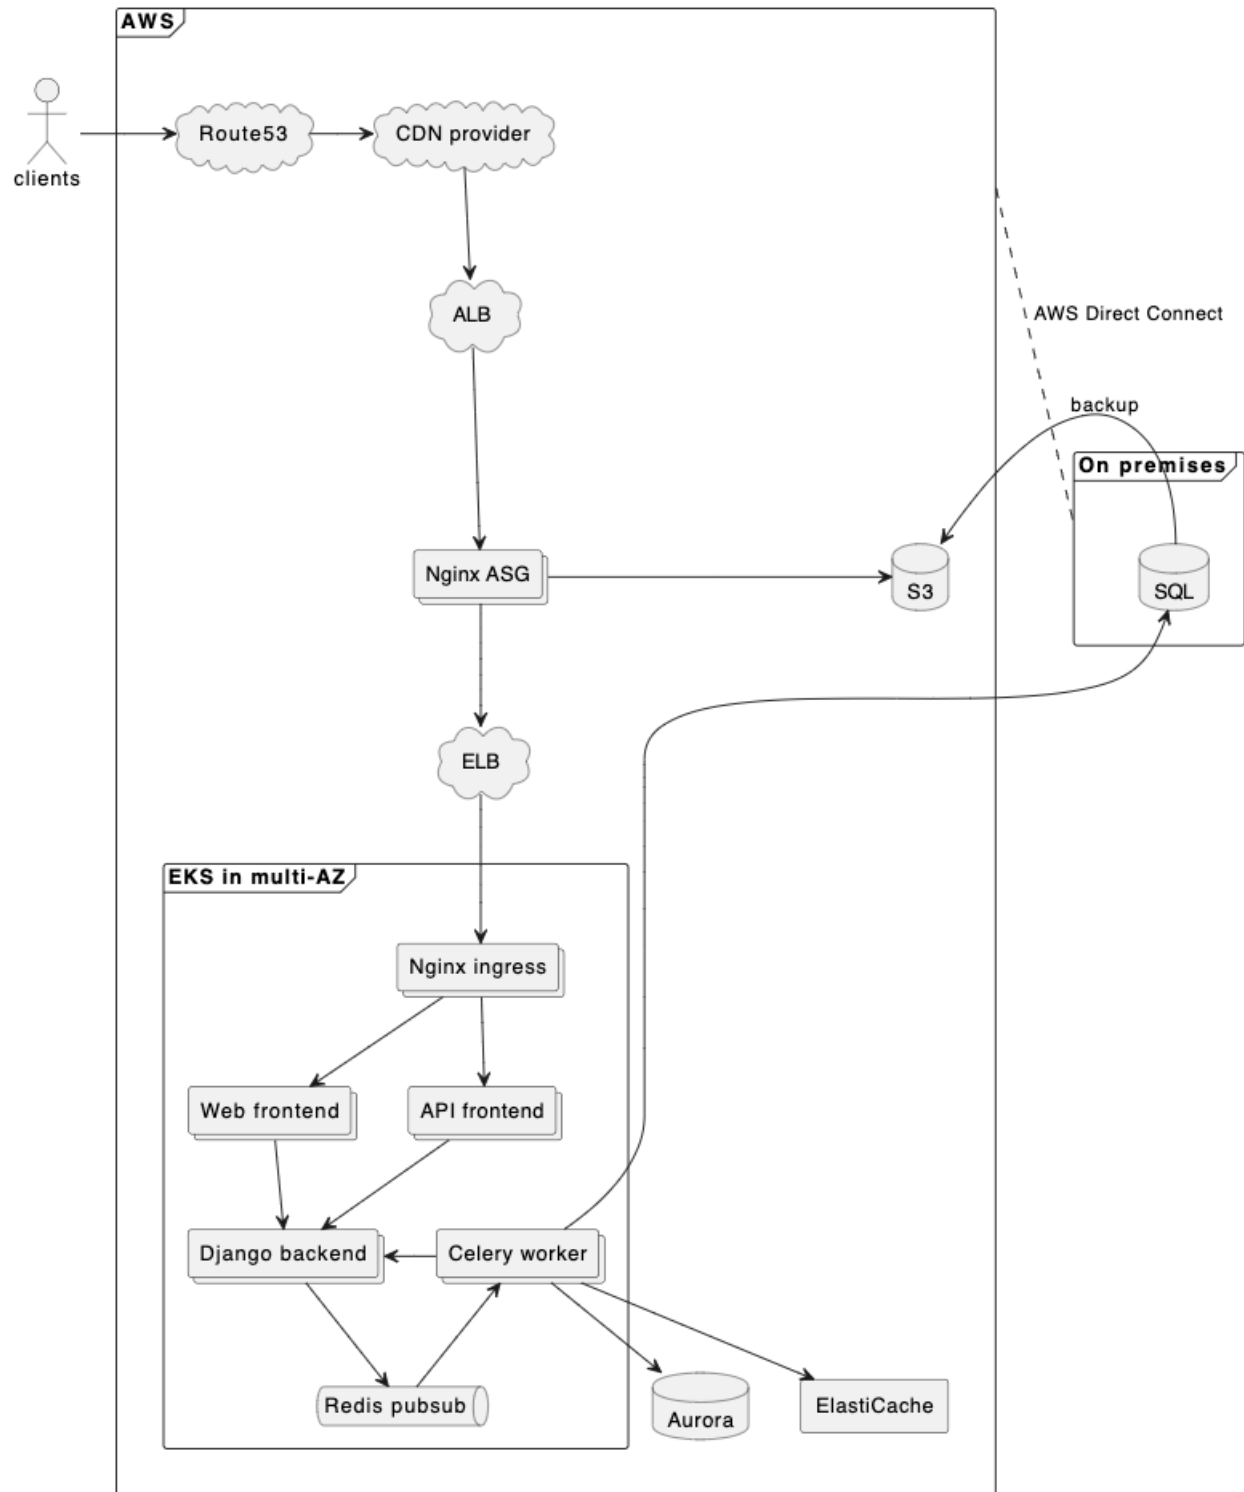 AWS
clients
Route53
CDN provider
ALB
AWS Direct Connect
backup
On premises
Nginx ASG
S3
SQL
ELB
EKS in multi-AZ
Nginx ingress
Web frontend
API frontend
Django backend
Celery worker
Redis pubsub
Aurora
ElastiCache